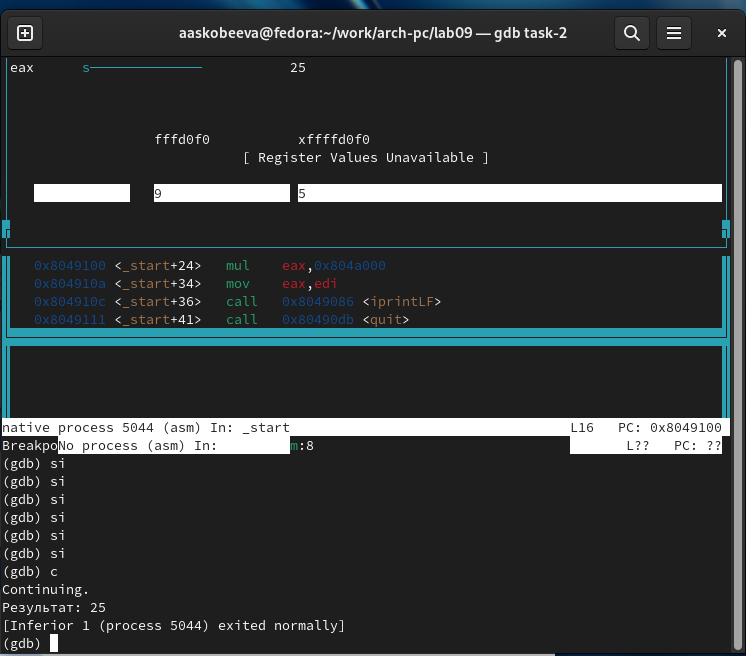 aaskobeeva@fedora:~/work/arch-pc/lab09 — gdb task-2
eax s 25
fffd0f0 xffffd0f0
[ Register Values Unavailable ]
9 5
0x8049100 <_start+24> mul eax,0x804a000
0x804910a <_start+34> mov eax,edi
0x804910c <_start+36> call 0x8049086 <iprintLF>
0x8049111 <_start+41> call 0x80490db <quit>
native process 5044 (asm) In: _start L16 PC: 0x8049100
BreakpoNo process (asm) In: m:8 L?? PC: ??
(gdb) si
(gdb) si
(gdb) si
(gdb) si
(gdb) si
(gdb) si
(gdb) c
Continuing.
Результат: 25
[Inferior 1 (process 5044) exited normally]
(gdb)